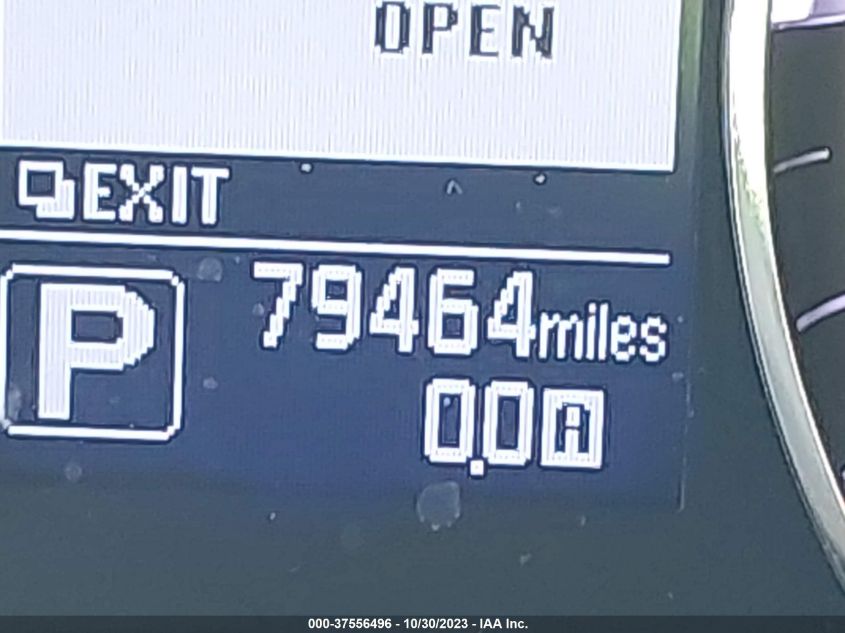 OPEN
EXIT
P
79464miles
0.0A
000-37556496 - 10/30/2023 - IAA Inc.